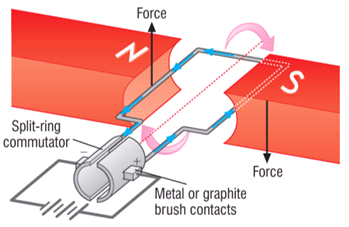 Force
N
S
Split-ring
commutator
−
+
Force
Metal or graphite
brush contacts